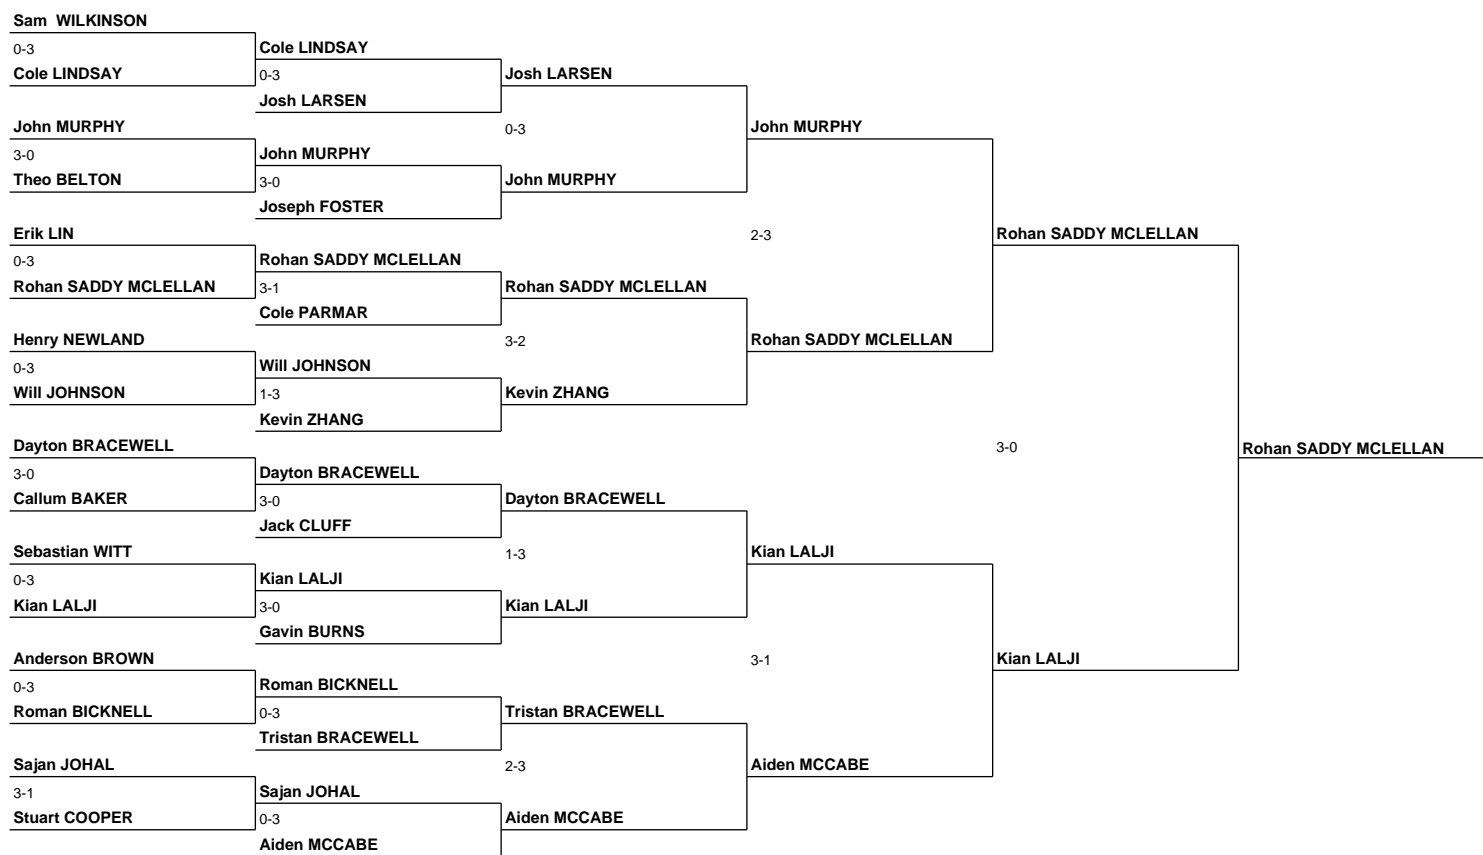 Sam  WILKINSON
0-3
Cole LINDSAY
John MURPHY
3-0
Theo BELTON
Erik LIN
0-3
Rohan SADDY MCLELLAN
Henry NEWLAND
0-3
Will JOHNSON
Dayton BRACEWELL
3-0
Callum BAKER
Sebastian WITT
0-3
Kian LALJI
Anderson BROWN
0-3
Roman BICKNELL
Sajan JOHAL
3-1
Stuart COOPER
Cole LINDSAY
0-3
Josh LARSEN
John MURPHY
3-0
Joseph FOSTER
Rohan SADDY MCLELLAN
3-1
Cole PARMAR
Will JOHNSON
1-3
Kevin ZHANG
Dayton BRACEWELL
3-0
Jack CLUFF
Kian LALJI
3-0
Gavin BURNS
Roman BICKNELL
0-3
Tristan BRACEWELL
Sajan JOHAL
0-3
Aiden MCCABE
Josh LARSEN
0-3
John MURPHY
Rohan SADDY MCLELLAN
3-2
Kevin ZHANG
Dayton BRACEWELL
1-3
Kian LALJI
Tristan BRACEWELL
2-3
Aiden MCCABE
John MURPHY
2-3
Rohan SADDY MCLELLAN
Kian LALJI
3-1
Aiden MCCABE
Rohan SADDY MCLELLAN
3-0
Kian LALJI
Rohan SADDY MCLELLAN